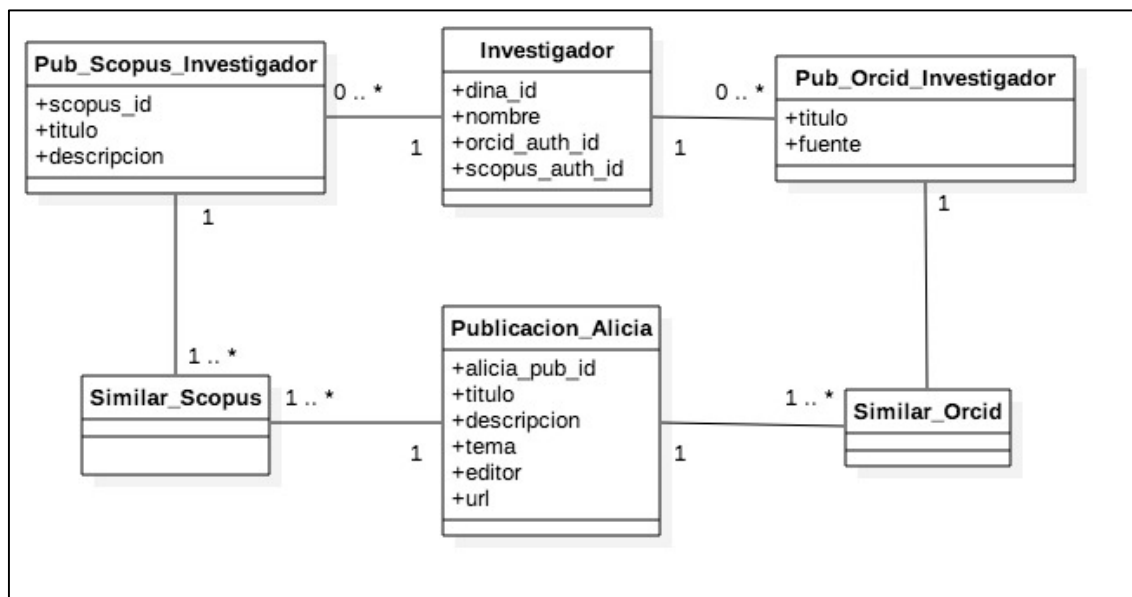 Pub_Scopus_Investigador
+scopus_id
+titulo
+descripcion
0 .. *
1
Investigador
+dina_id
+nombre
+orcid_auth_id
+scopus_auth_id
0 .. *
1
Pub_Orcid_Investigador
+titulo
+fuente
1
1
1 .. *
Similar_Scopus
1 .. *
1
Publicacion_Alicia
+alicia_pub_id
+titulo
+descripcion
+tema
+editor
+url
1 .. *
1
Similar_Orcid